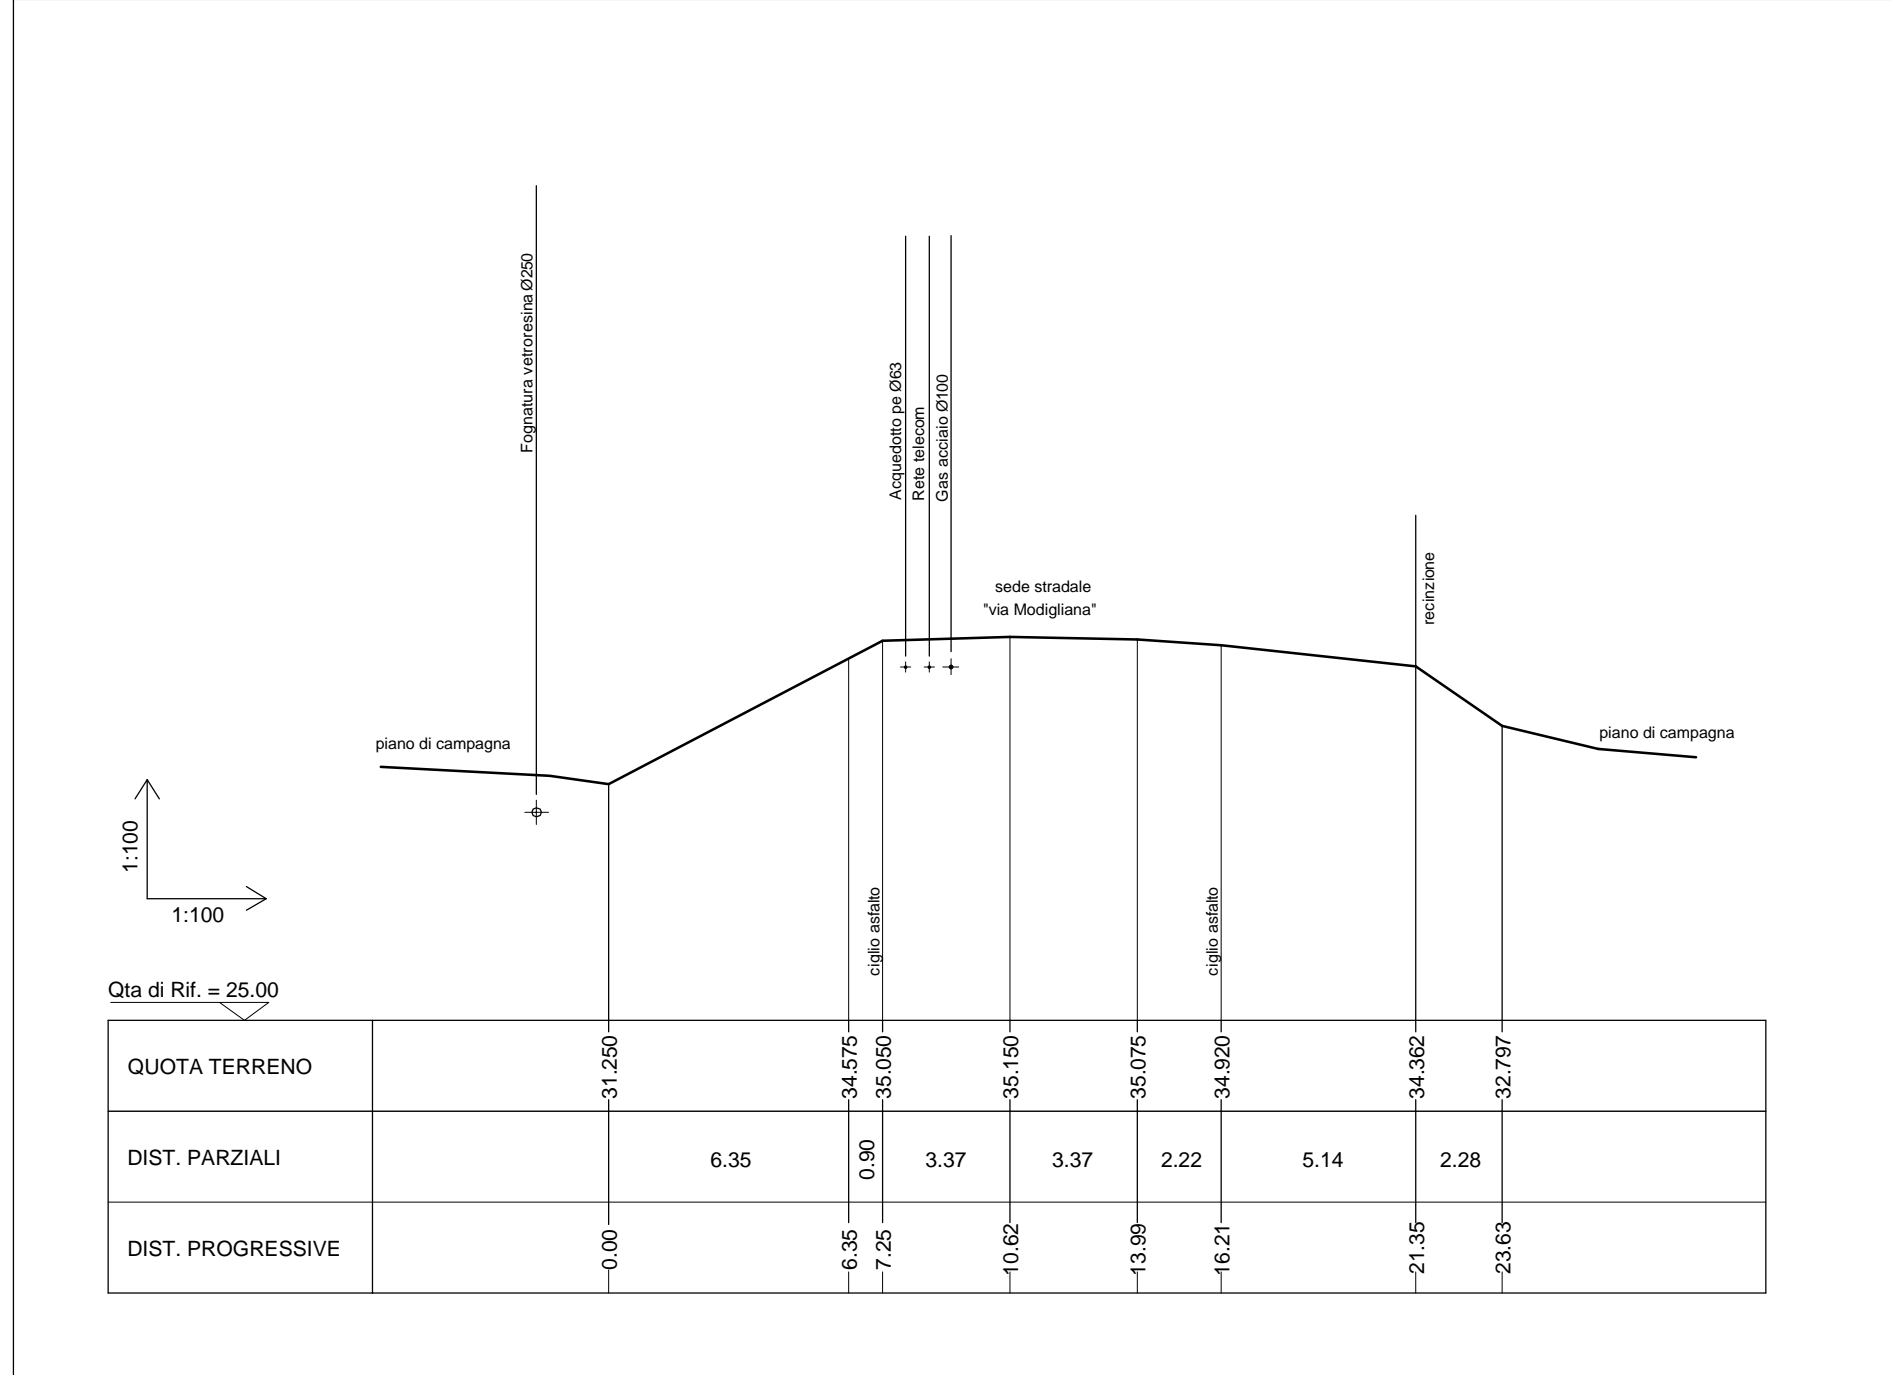 Fognatura vetroresina Ø250
Acquedotto pe Ø63
Rete telecom
Gas acciaio Ø100
recinzione
sede stradale
"via Modigliana"
piano di campagna
piano di campagna
1:100
1:100
ciglio asfalto
ciglio asfalto
Qta di Rif. = 25.00
QUOTA TERRENO 31.250 34.575 35.050 35.150 35.075 34.920 34.362 32.797
DIST. PARZIALI 6.35 0.90 3.37 3.37 2.22 5.14 2.28
DIST. PROGRESSIVE 0.00 6.35 7.25 10.62 13.99 16.21 21.35 23.63